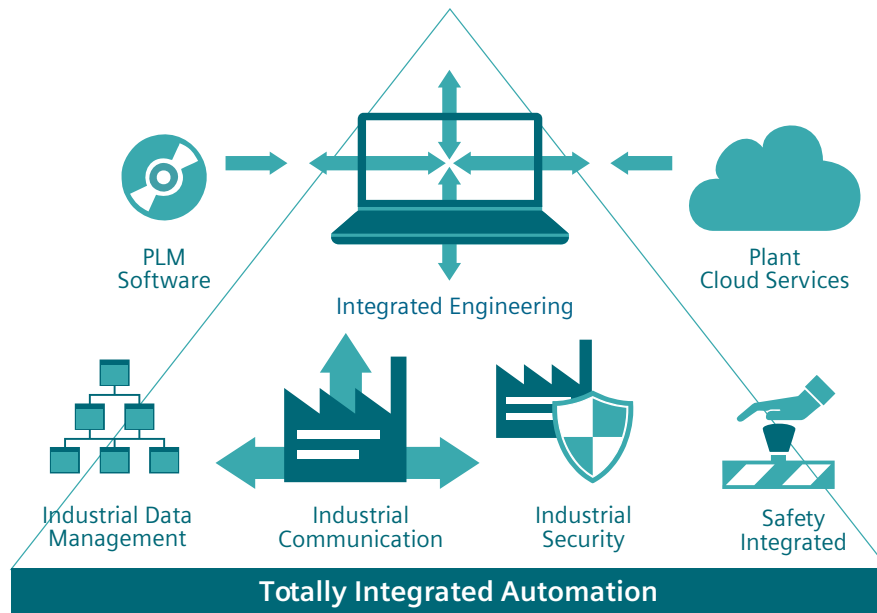 PLM
Software
Plant
Cloud Services
Integrated Engineering
Industrial Data
Management
Industrial
Communication
Industrial
Security
Safety
Integrated
Totally Integrated Automation